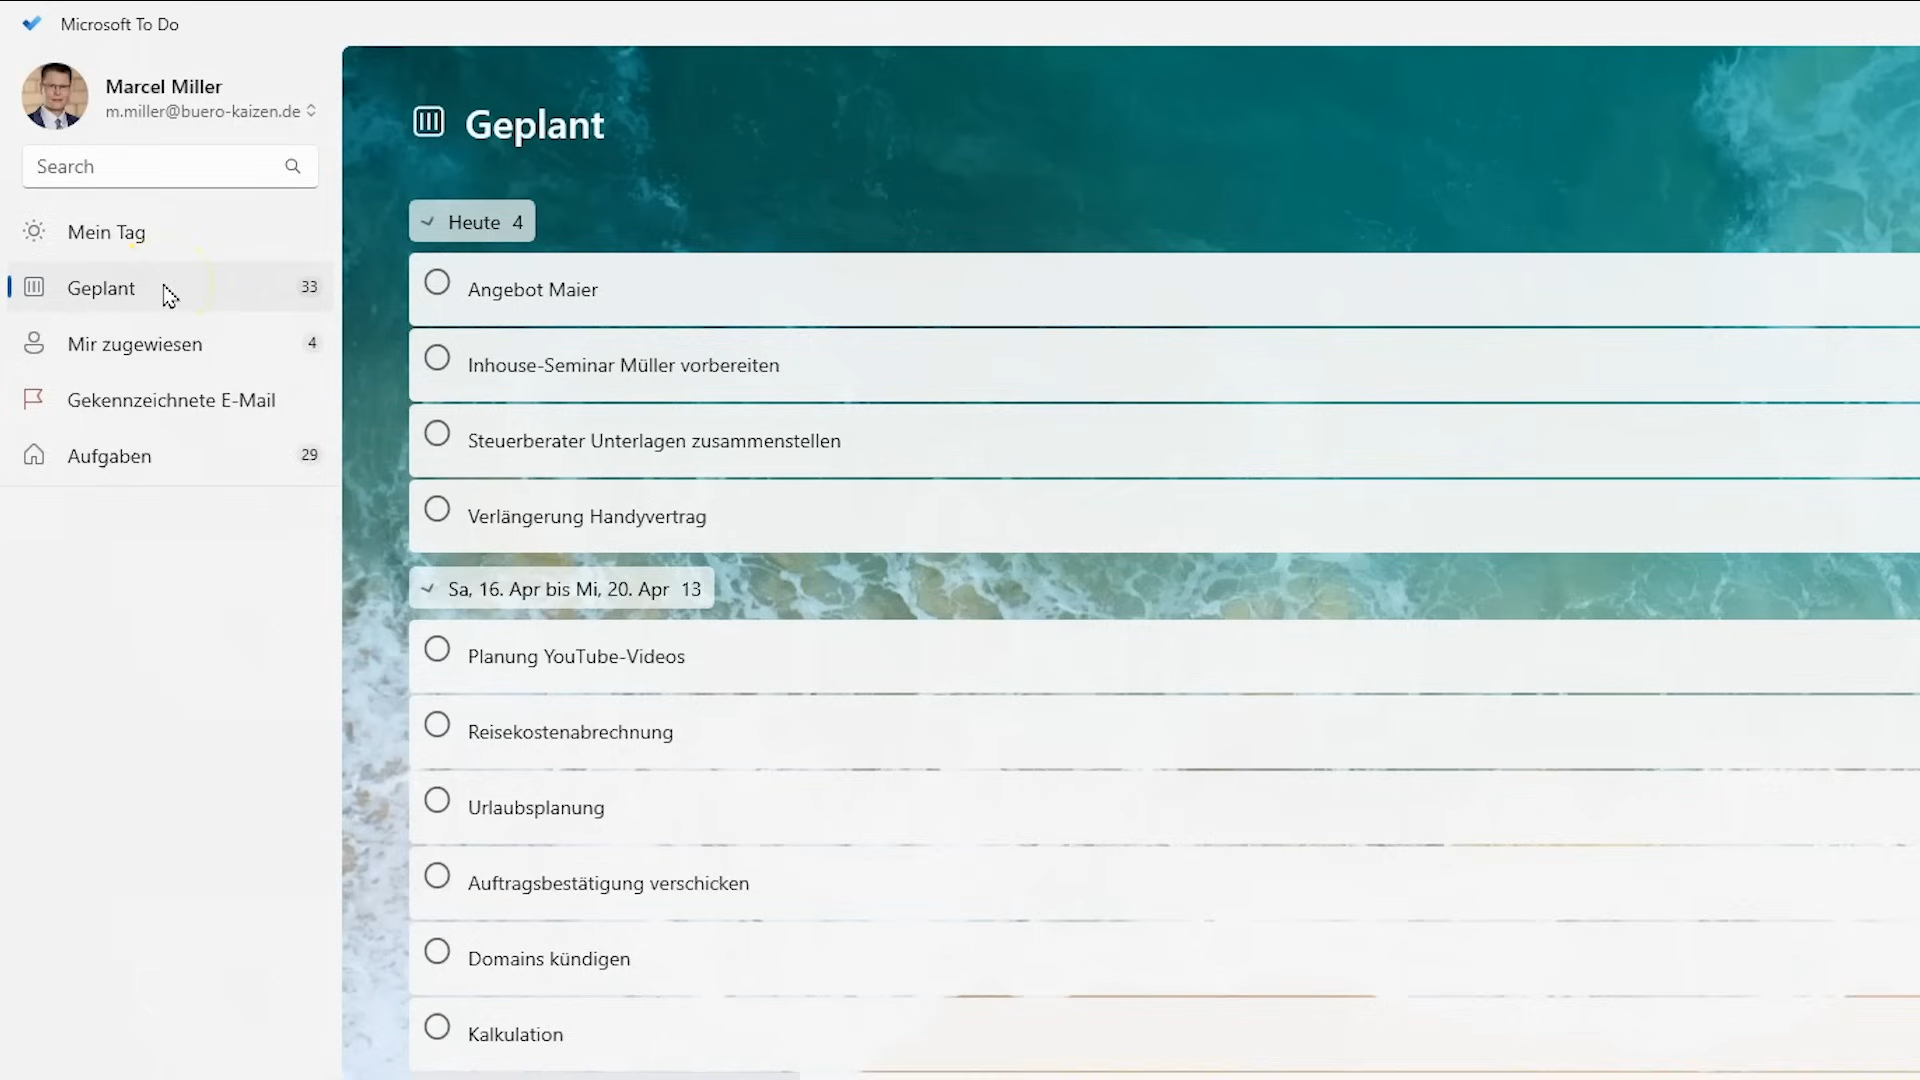 Microsoft To Do
Marcel Miller
m.miller@buero-kaizen.de
Search
Mein Tag
Geplant 33
Mir zugewiesen 4
Gekennzeichnete E-Mail
Aufgaben 29
Geplant
Heute 4
Angebot Maier
Inhouse-Seminar Müller vorbereiten
Steuerberater Unterlagen zusammenstellen
Verlängerung Handyvertrag
Sa, 16. Apr bis Mi, 20. Apr 13
Planung YouTube-Videos
Reisekostenabrechnung
Urlaubsplanung
Auftragsbestätigung verschicken
Domains kündigen
Kalkulation